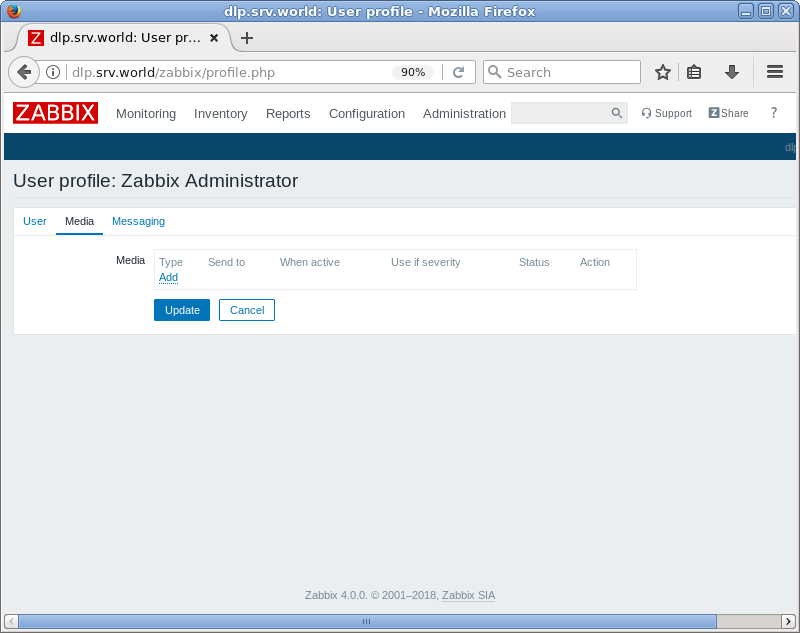 dlp.srv.world: User profile - Mozilla Firefox
dlp.srv.world: User pr...
dlp.srv.world/zabbix/profile.php 90% Search
ZABBIX Monitoring Inventory Reports Configuration Administration Support Z Share ?
dlp
User profile: Zabbix Administrator
User Media Messaging
Media Type Send to When active Use if severity Status Action
Add
Update Cancel
Zabbix 4.0.0. © 2001–2018, Zabbix SIA